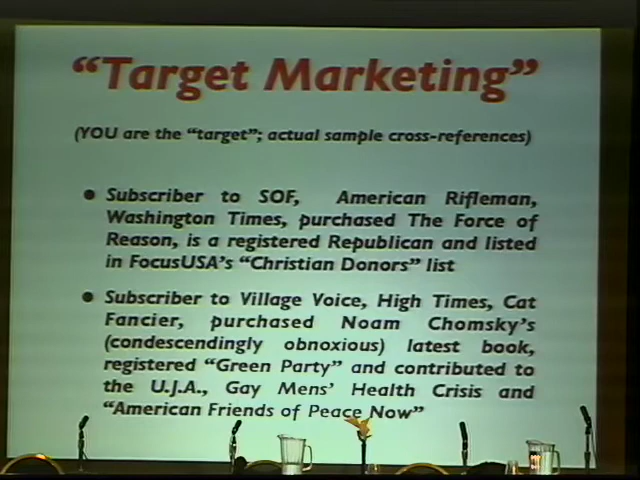 “Target Marketing”
(YOU are the “target”; actual sample cross-references)
● Subscriber to SOF, American Rifleman,
Washington Times, purchased The Force of
Reason, is a registered Republican and listed
in FocusUSA’s “Christian Donors” list
● Subscriber to Village Voice, High Times, Cat
Fancier, purchased Noam Chomsky’s
(condescendingly obnoxious) latest book,
registered “Green Party” and contributed to
the U.J.A., Gay Mens’ Health Crisis and
“American Friends of Peace Now”